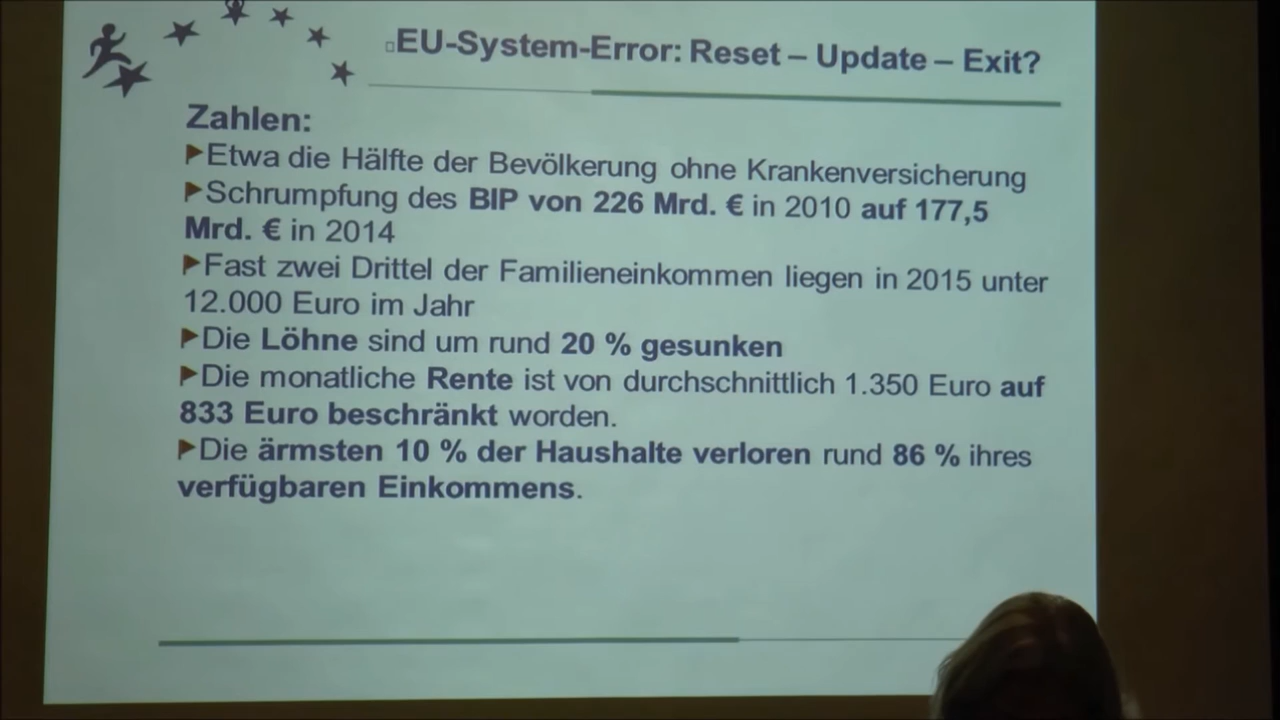 EU-System-Error: Reset – Update – Exit?
Zahlen:
Etwa die Hälfte der Bevölkerung ohne Krankenversicherung
Schrumpfung des BIP von 226 Mrd. € in 2010 auf 177,5
Mrd. € in 2014
Fast zwei Drittel der Familieneinkommen liegen in 2015 unter
12.000 Euro im Jahr
Die Löhne sind um rund 20 % gesunken
Die monatliche Rente ist von durchschnittlich 1.350 Euro auf
833 Euro beschränkt worden.
Die ärmsten 10 % der Haushalte verloren rund 86 % ihres
verfügbaren Einkommens.